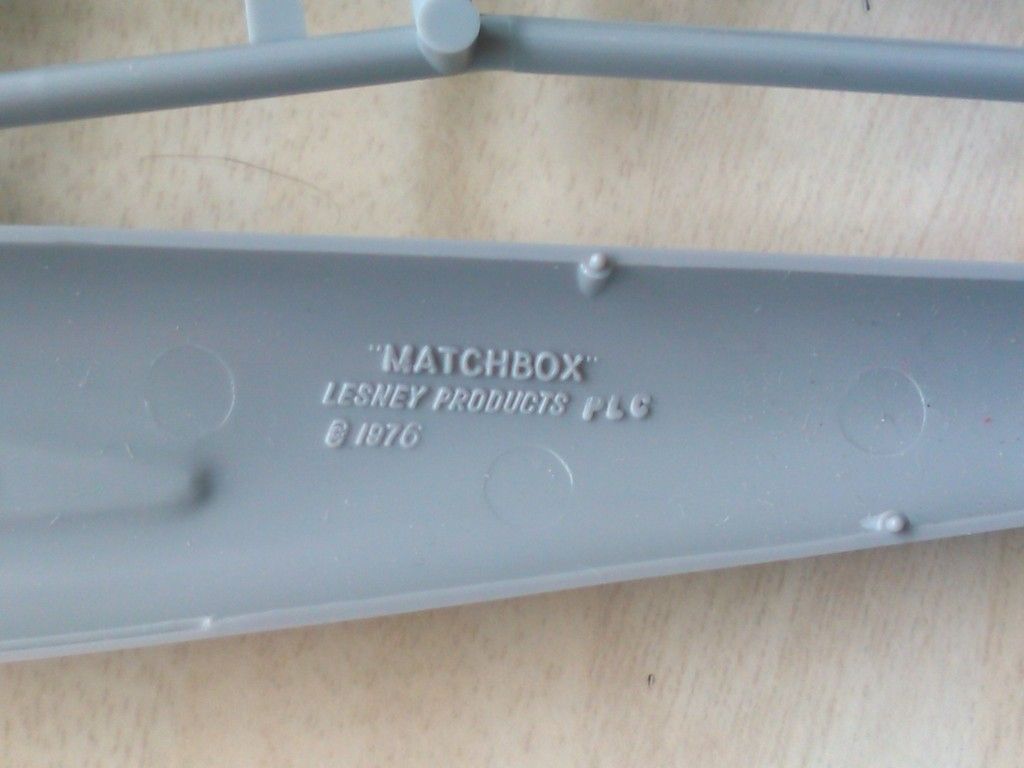 "MATCHBOX"
LESNEY PRODUCTS PLC
© 1976